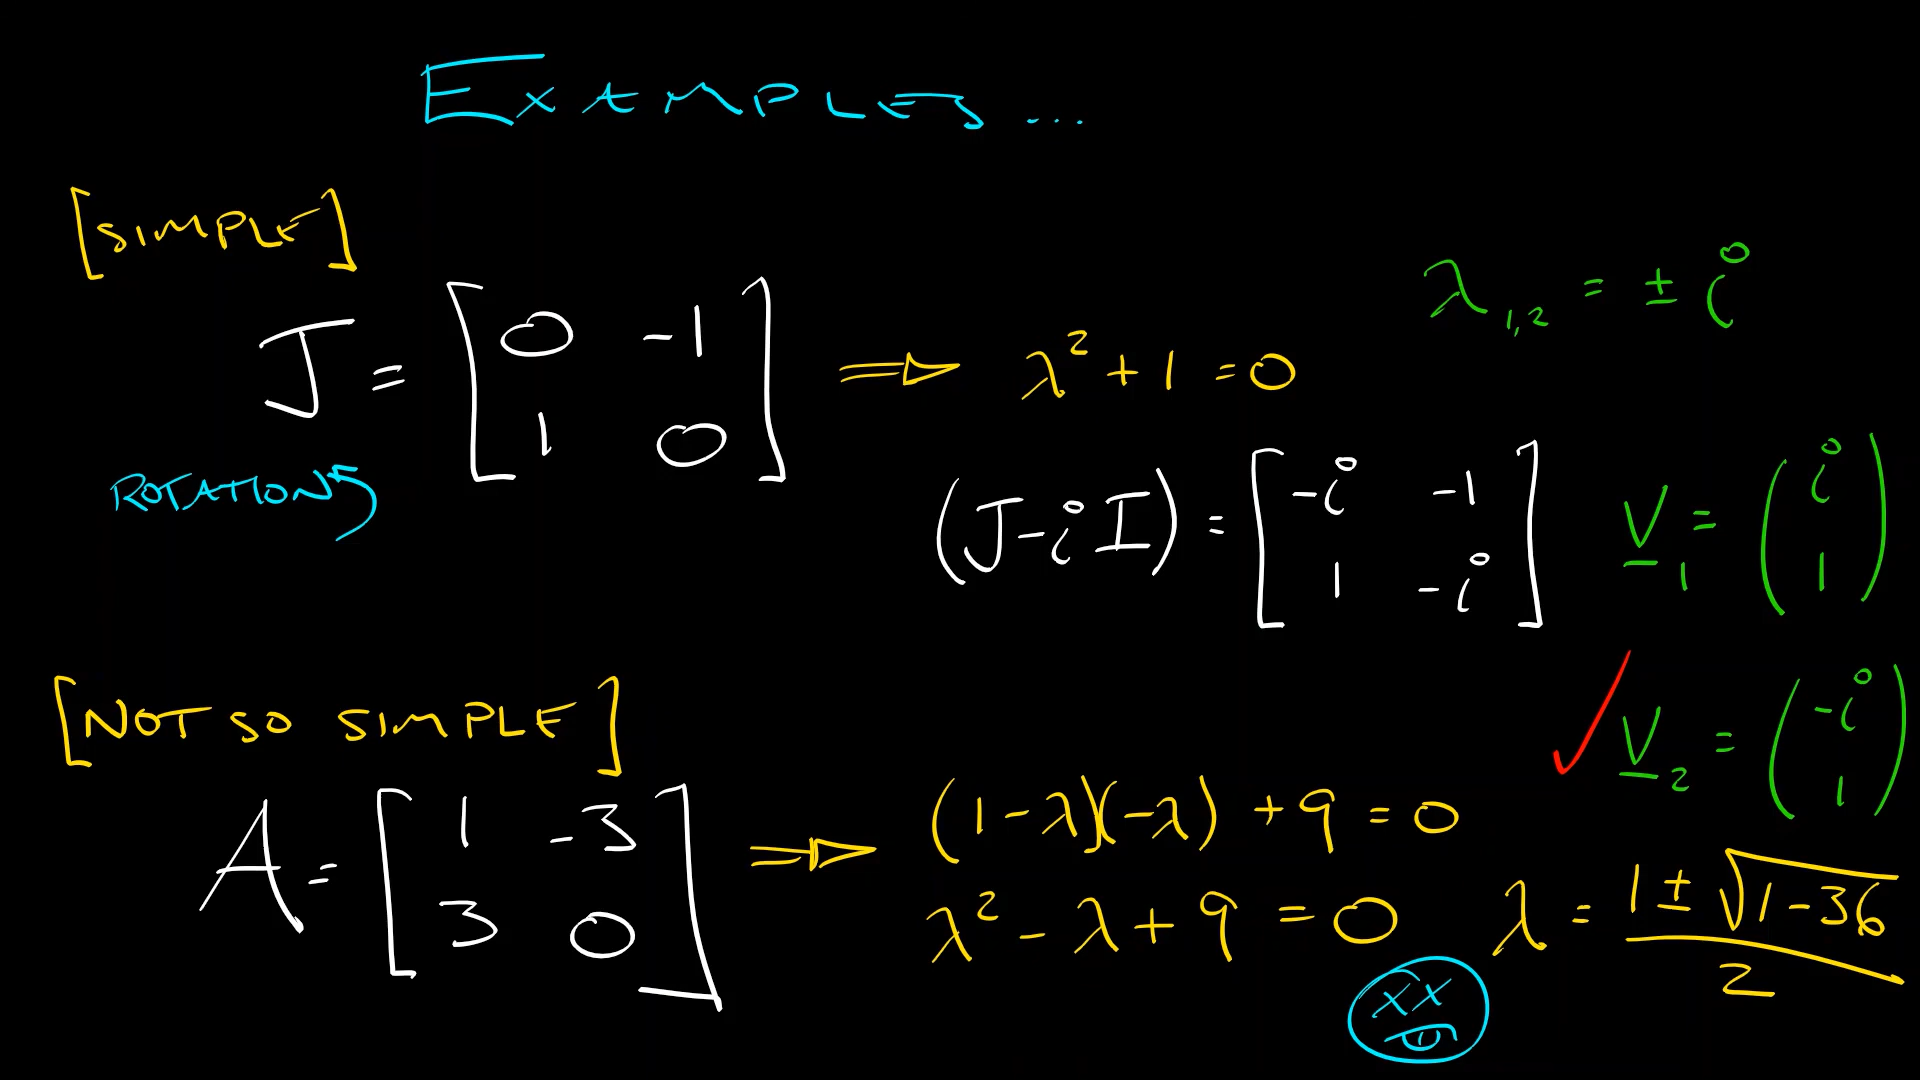 EXAMPLES...
[SIMPLE]
J = [0 -1; 1 0] ⟹ λ² + 1 = 0
λ₁,₂ = ± i
ROTATION
(J - iI) = [-i -1; 1 -i]
v₁ = (i; 1)
✓ v₂ = (-i; 1)
[NOT SO SIMPLE]
A = [1 -3; 3 0] ⟹ (1-λ)(-λ) + 9 = 0
λ² - λ + 9 = 0
λ = (1 ± √(1-36))/2